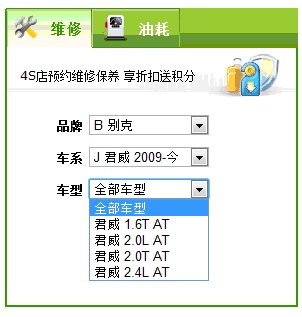 维修 油耗
4S店预约维修保养 享折扣送积分
品牌 B 别克
车系 J 君威 2009-今
车型 全部车型
全部车型
君威 1.6T AT
君威 2.0L AT
君威 2.0T AT
君威 2.4L AT